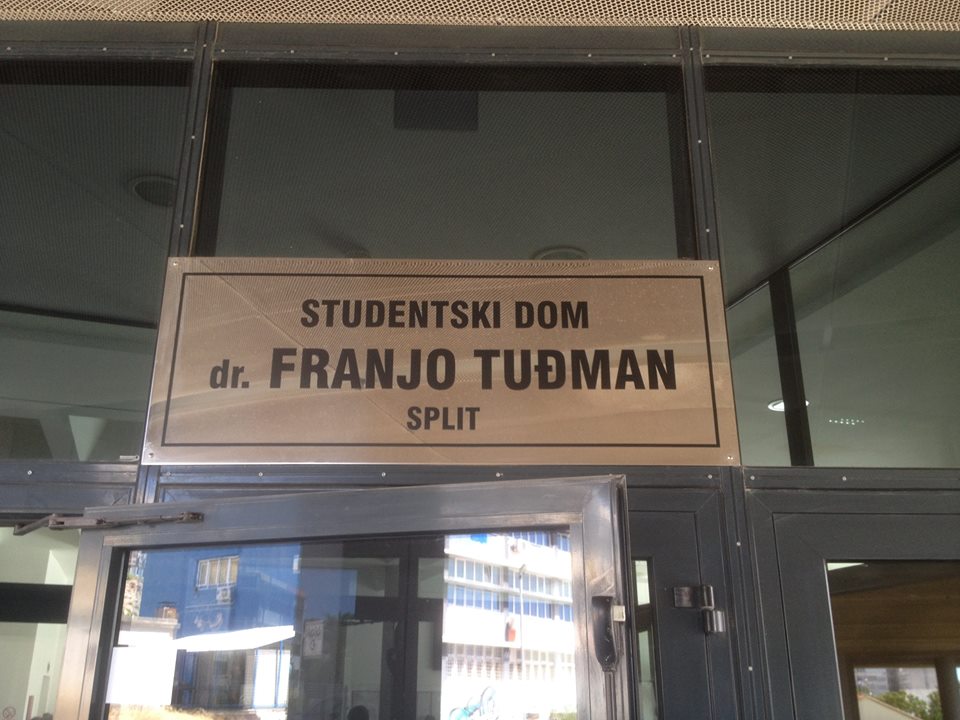 STUDENTSKI DOM
dr. FRANJO TUĐMAN
SPLIT